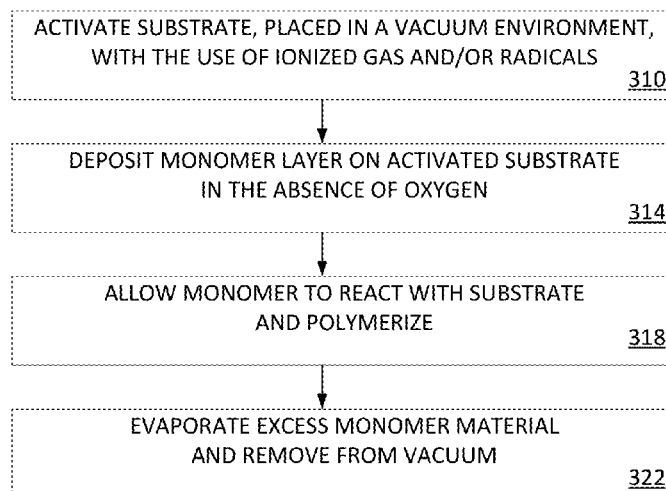 ACTIVATE SUBSTRATE, PLACED IN A VACUUM ENVIRONMENT,
WITH THE USE OF IONIZED GAS AND/OR RADICALS
310
DEPOSIT MONOMER LAYER ON ACTIVATED SUBSTRATE
IN THE ABSENCE OF OXYGEN
314
ALLOW MONOMER TO REACT WITH SUBSTRATE
AND POLYMERIZE
318
EVAPORATE EXCESS MONOMER MATERIAL
AND REMOVE FROM VACUUM
322